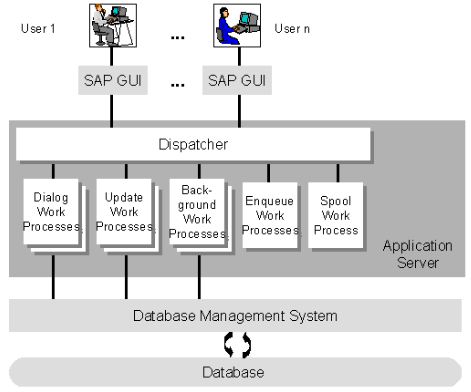 User 1
...
User n
SAP GUI
...
SAP GUI
Dispatcher
Dialog
Work
Processes
Update
Work
Processes
Back-
ground
Work
Processes
Enqueue
Work
Processes
Spool
Work
Process
Application
Server
Database Management System
Database